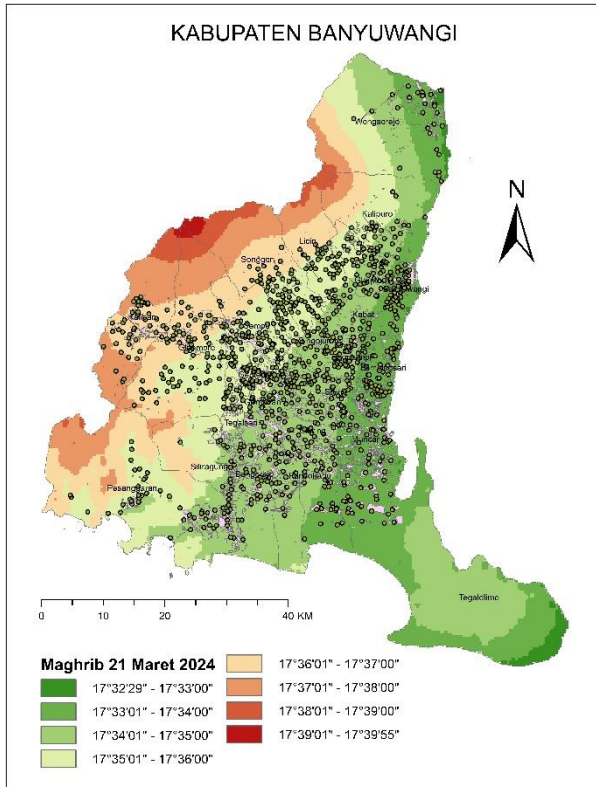 KABUPATEN BANYUWANGI
Wongsorejo
N
Kalipuro
Licin
Songgon
Kabat
Tegalsari
Muncar
Siliragung
Pesanggaran
Tegaldlimo
0 10 20 40 KM
Maghrib 21 Maret 2024
17°32'29" - 17°33'00"
17°33'01" - 17°34'00"
17°34'01" - 17°35'00"
17°35'01" - 17°36'00"
17°36'01" - 17°37'00"
17°37'01" - 17°38'00"
17°38'01" - 17°39'00"
17°39'01" - 17°39'55"